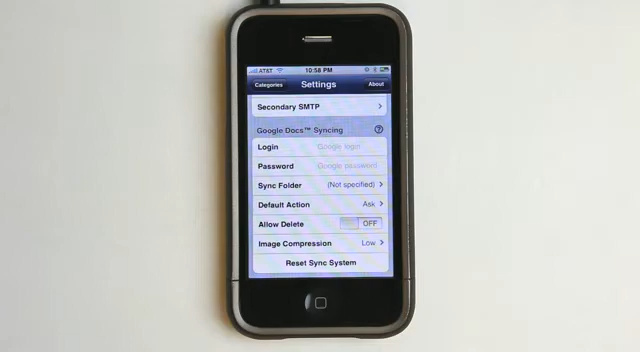 AT&T 10:58 PM
Categories Settings About
Secondary SMTP
Google Docs™ Syncing ?
Login Google login
Password Google password
Sync Folder (Not specified)
Default Action Ask
Allow Delete OFF
Image Compression Low
Reset Sync System